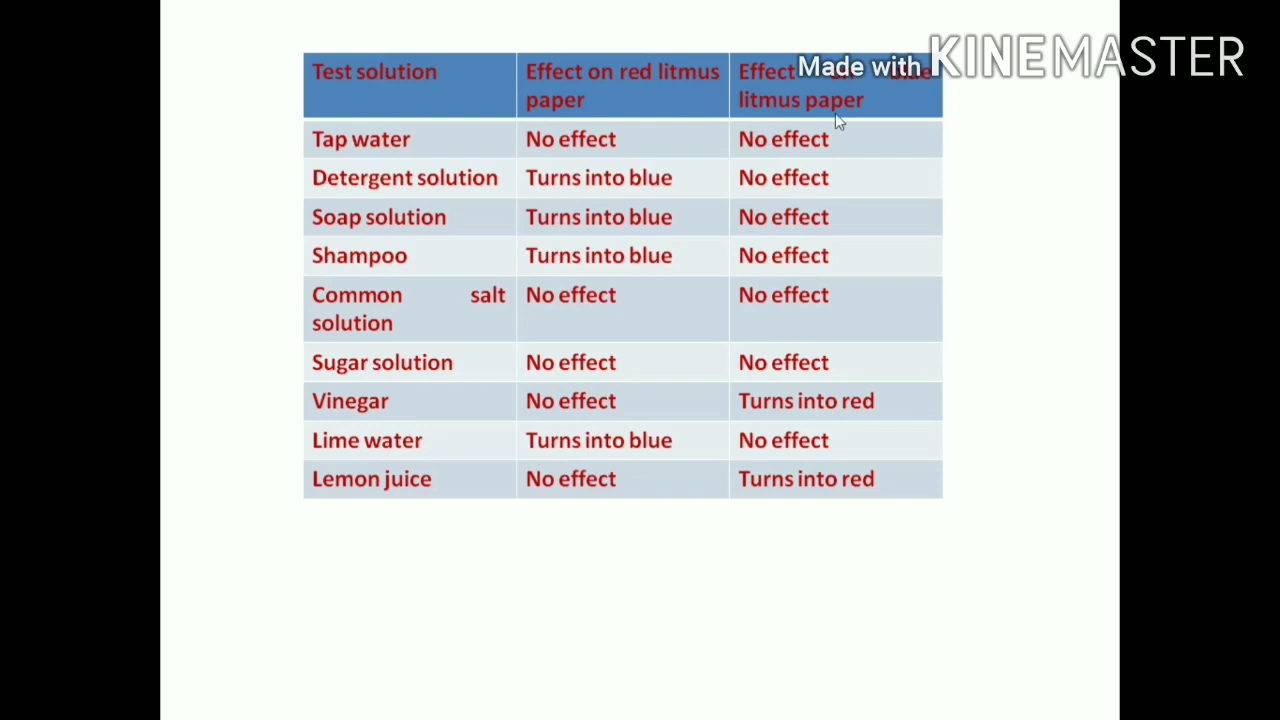 Made with KINEMASTER
Test solution Effect on red litmus Effect blue
paper litmus paper
Tap water No effect No effect
Detergent solution Turns into blue No effect
Soap solution Turns into blue No effect
Shampoo Turns into blue No effect
Common salt No effect No effect
solution
Sugar solution No effect No effect
Vinegar No effect Turns into red
Lime water Turns into blue No effect
Lemon juice No effect Turns into red